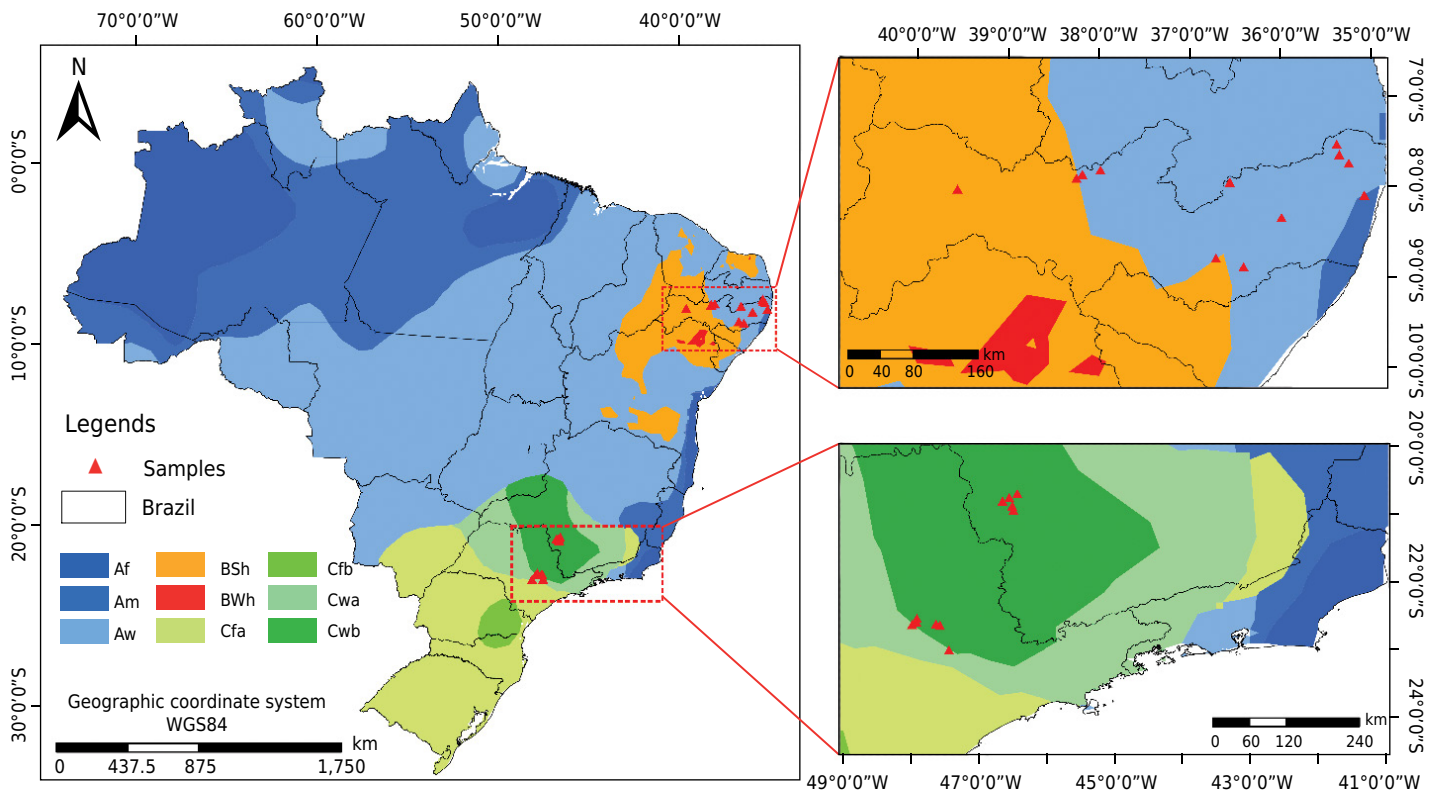 70°0'0"W 60°0'0"W 50°0'0"W 40°0'0"W
40°0'0"W 39°0'0"W 38°0'0"W 37°0'0"W 36°0'0"W 35°0'0"W
N
0°0'0"S
10°0'0"S
20°0'0"S
30°0'0"S
7°0'0"S
8°0'0"S
9°0'0"S
10°0'0"S
km
0 40 80 160
Legends
Samples
Brazil
Af BSh Cfb
Am BWh Cwa
Aw Cfa Cwb
Geographic coordinate system
WGS84
km
0 437.5 875 1,750
20°0'0"S
22°0'0"S
24°0'0"S
km
0 60 120 240
49°0'0"W 47°0'0"W 45°0'0"W 43°0'0"W 41°0'0"W